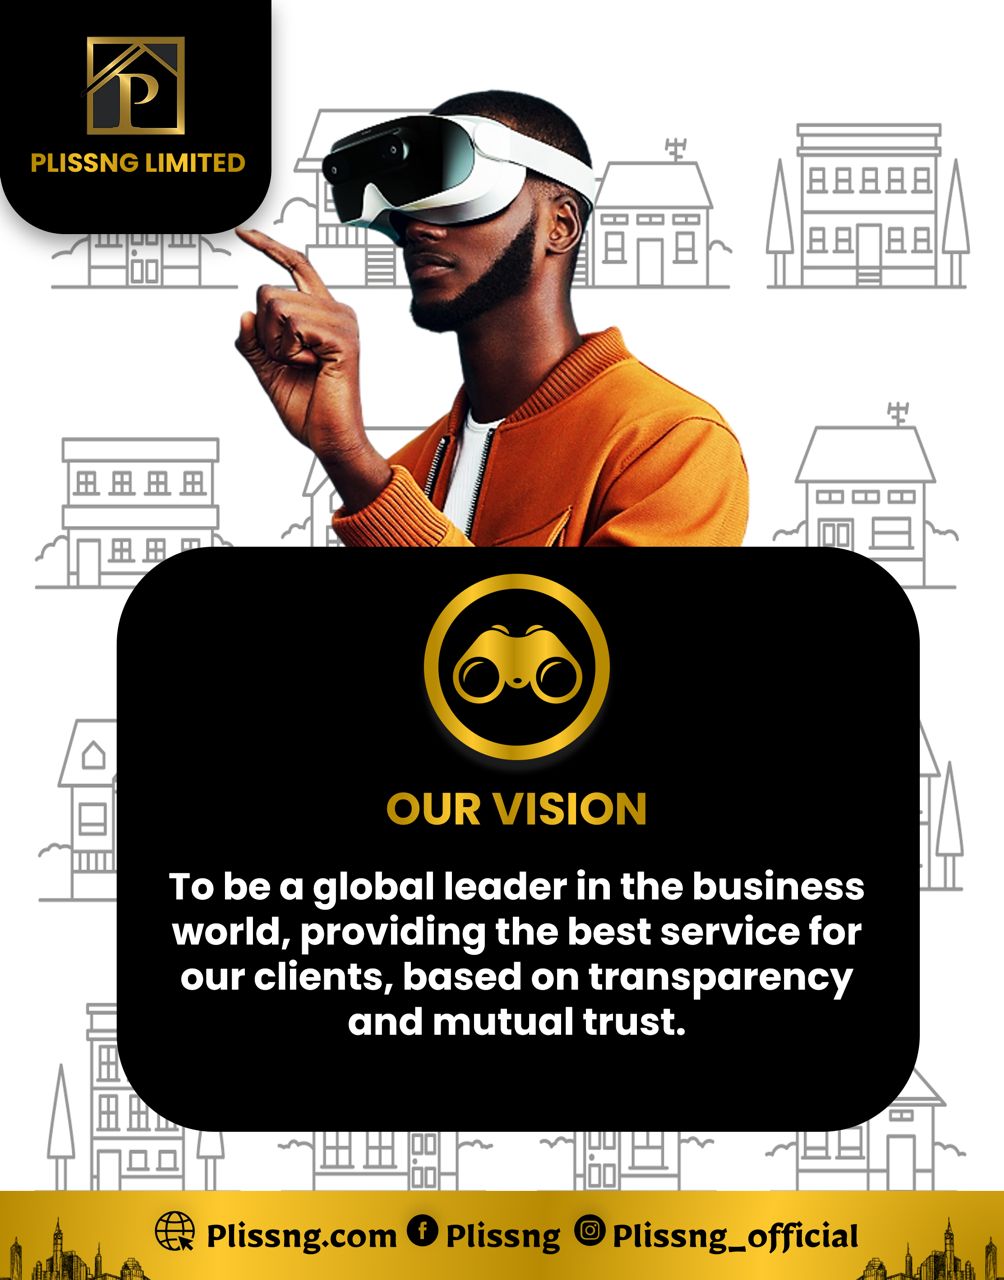 P
PLISSNG LIMITED
OUR VISION
To be a global leader in the business
world, providing the best service for
our clients, based on transparency
and mutual trust.
Plissng.com f Plissng Plissng_official